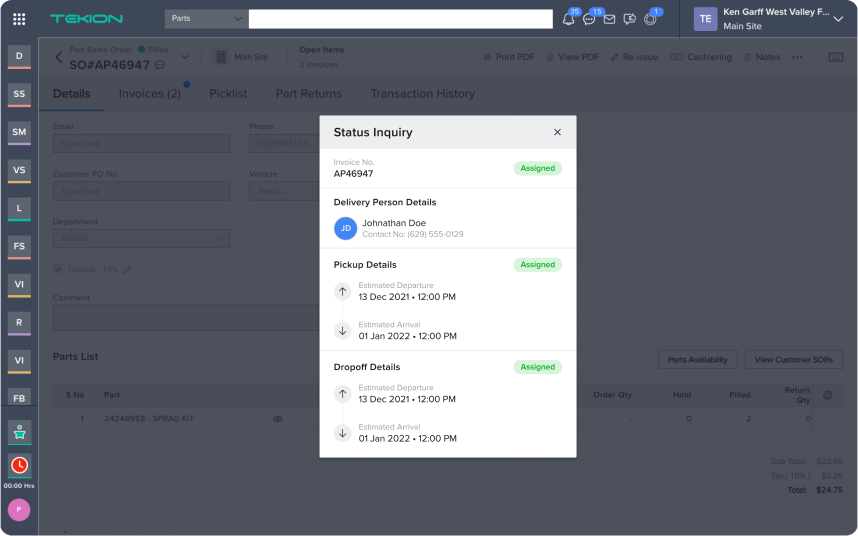 TEKION
Parts
35
15
1
TE
Ken Garff West Valley F...
Main Site
D
SS
SM
VS
L
FS
VI
R
VI
FB
00:00 Hrs
P
Part Sales Order Filled
SO#AP46947
Main Site
Open Items
2 Invoices
Print PDF
View PDF
Re-issue
Cashiering
Notes
Details
Invoices (2)
Picklist
Part Returns
Transaction History
Email
Type Here
Phone
Customer PO No
Type Here
Vehicle
Select...
Department
Default
Taxable : 10%
Comment
Status Inquiry
Invoice No.
AP46947
Assigned
Delivery Person Details
JD
Johnathan Doe
Contact No: (629) 555-0129
Pickup Details
Assigned
Estimated Departure
13 Dec 2021 • 12:00 PM
Estimated Arrival
01 Jan 2022 • 12:00 PM
Dropoff Details
Assigned
Estimated Departure
13 Dec 2021 • 12:00 PM
Estimated Arrival
01 Jan 2022 • 12:00 PM
Parts List
Parts Availability
View Customer SORs
S No
Part
Order Qty
Hold
Filled
Return Qty
1
24248958 - SPRAG KIT
-
0
2
0
Sub Total: $22.50
Tax ( 10% ): $2.25
Total: $24.75